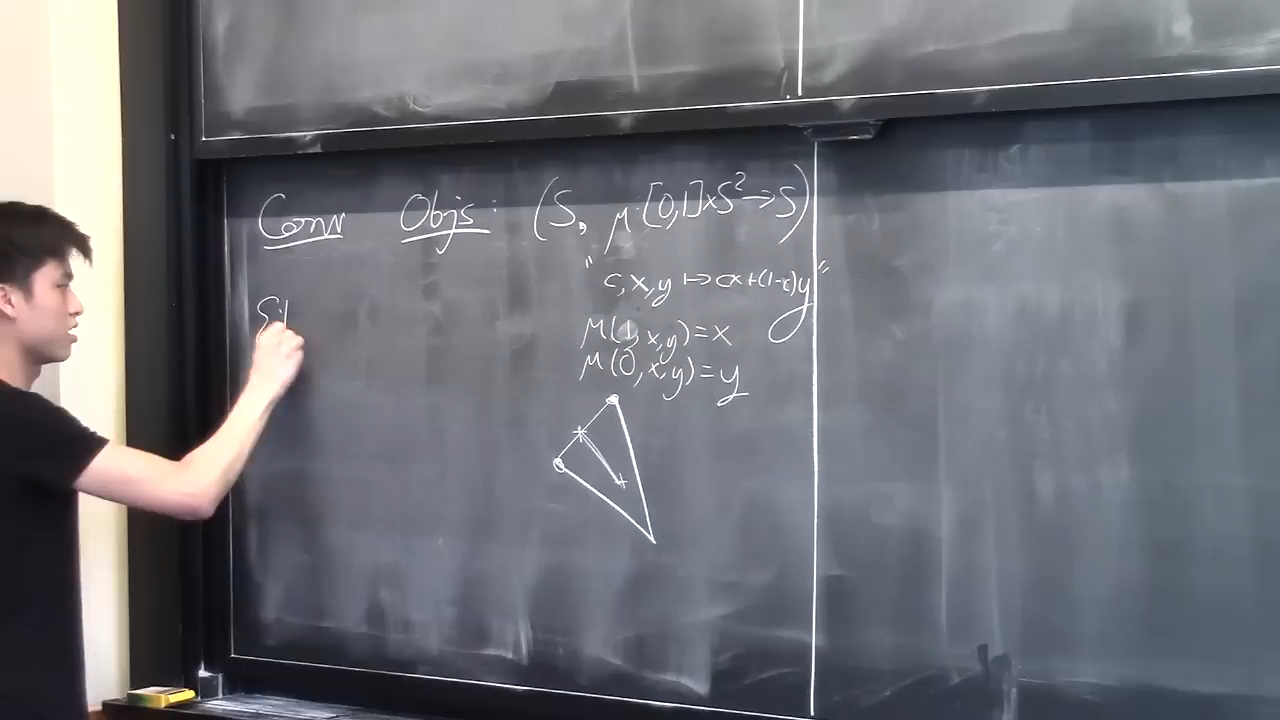 Conv Objs: (S, μ: [0,1]×S² → S)
" c, x, y ↦ cx+(1-c)y "
μ(1, x, y) = x
μ(0, x, y) = y